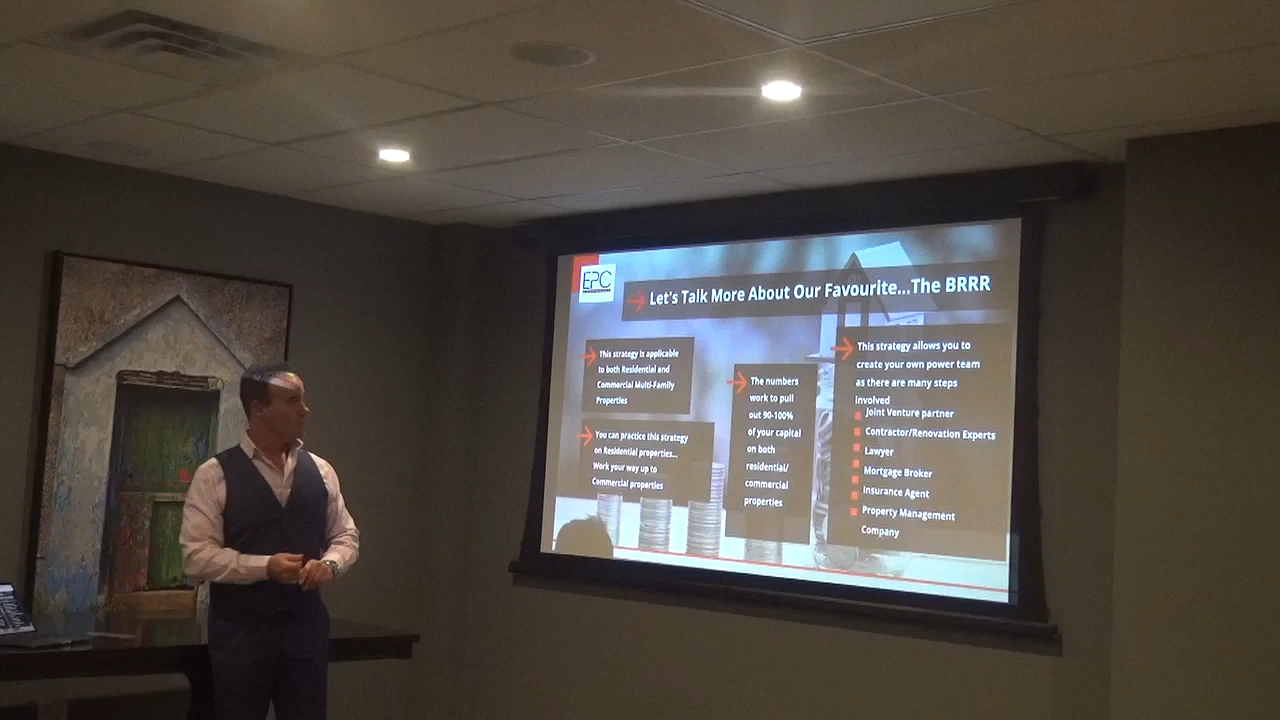 EPC
Let's Talk More About Our Favourite...The BRRR
This strategy is applicable
to both Residential and
Commercial Multi-Family
Properties
You can practice this strategy
on Residential properties...
Work your way up to
Commercial properties
The numbers
work to pull
out 90-100%
of your capital
on both
residential/
commercial
properties
This strategy allows you to
create your own power team
as there are many steps
involved
Joint Venture partner
Contractor/Renovation Experts
Lawyer
Mortgage Broker
Insurance Agent
Property Management
Company